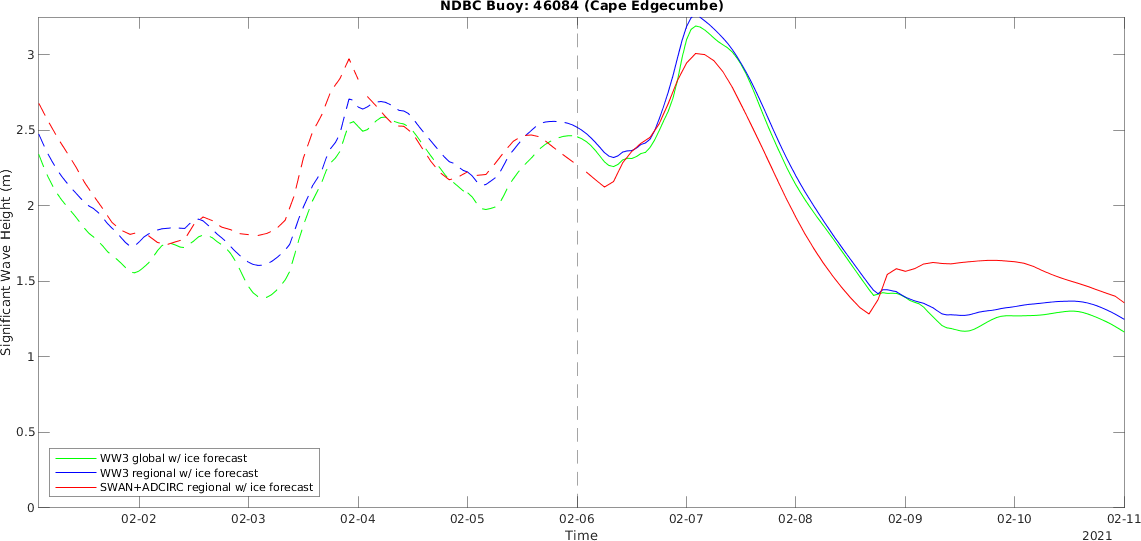 NDBC Buoy: 46084 (Cape Edgecumbe)
Significant Wave Height (m)
3
2.5
2
1.5
1
0.5
0
WW3 global w/ ice forecast
WW3 regional w/ ice forecast
SWAN+ADCIRC regional w/ ice forecast
02-02 02-03 02-04 02-05 02-06 02-07 02-08 02-09 02-10 02-11
Time
2021